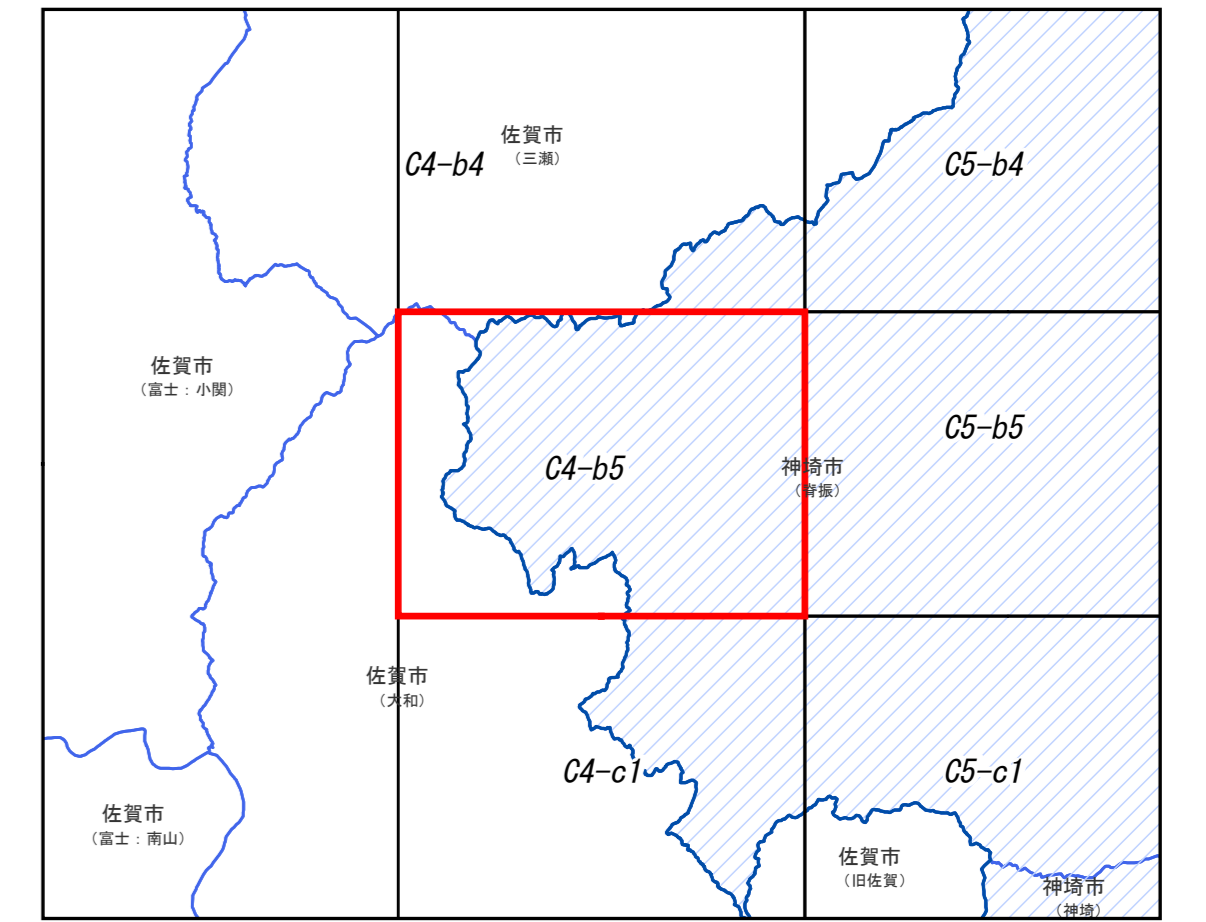 佐賀市
（三瀬）
C4-b4
C5-b4
佐賀市
（富士：小関）
C5-b5
C4-b5
神埼市
（脊振）
佐賀市
（大和）
C4-c1
C5-c1
佐賀市
（富士：南山）
佐賀市
（旧佐賀）
神埼市
（神埼）